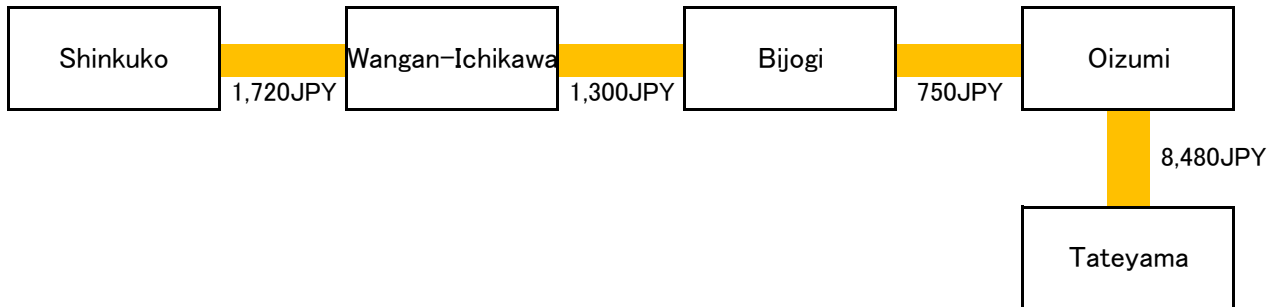 Shinkuko
Wangan-Ichikawa
Bijogi
Oizumi
1,720JPY
1,300JPY
750JPY
8,480JPY
Tateyama